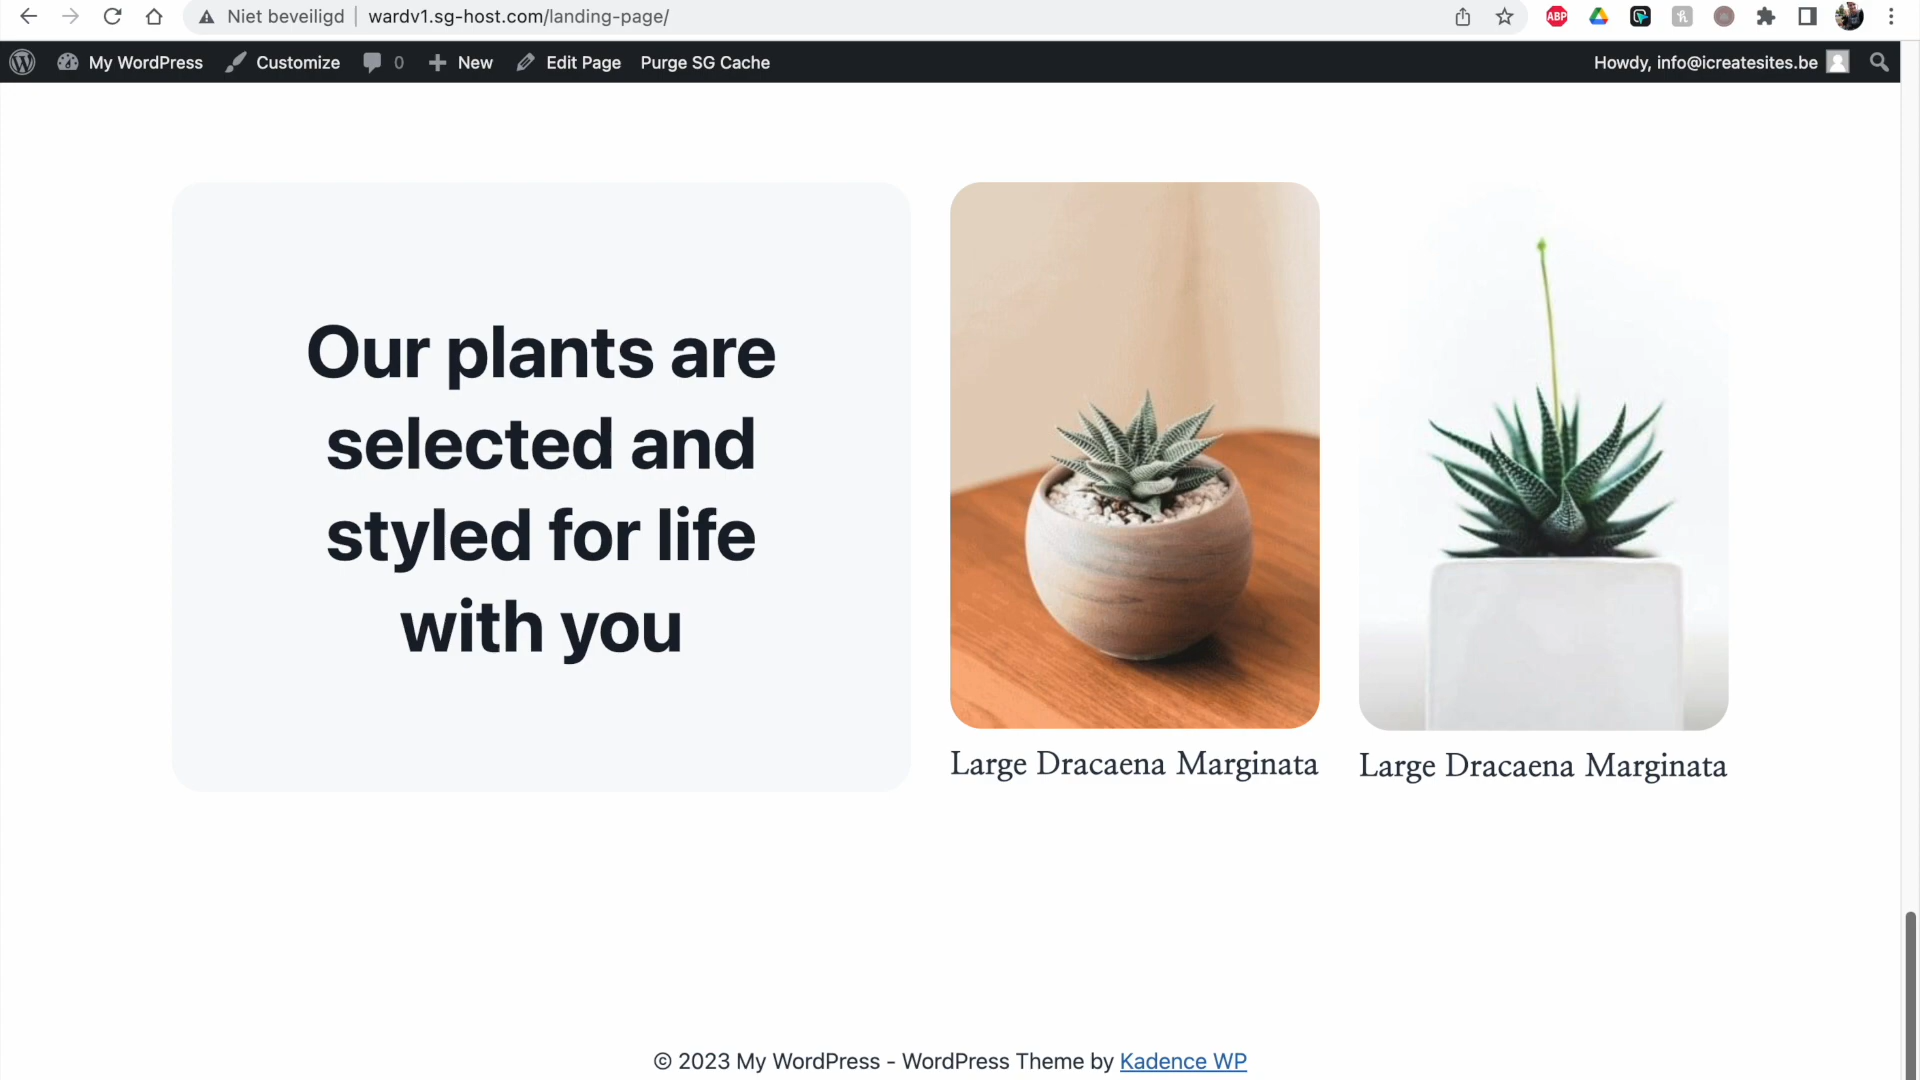 Niet beveiligd wardv1.sg-host.com/landing-page/
ABP
My WordPress Customize 0 New Edit Page Purge SG Cache Howdy, info@icreatesites.be
Our plants are
selected and
styled for life
with you
Large Dracaena Marginata
Large Dracaena Marginata
© 2023 My WordPress - WordPress Theme by Kadence WP